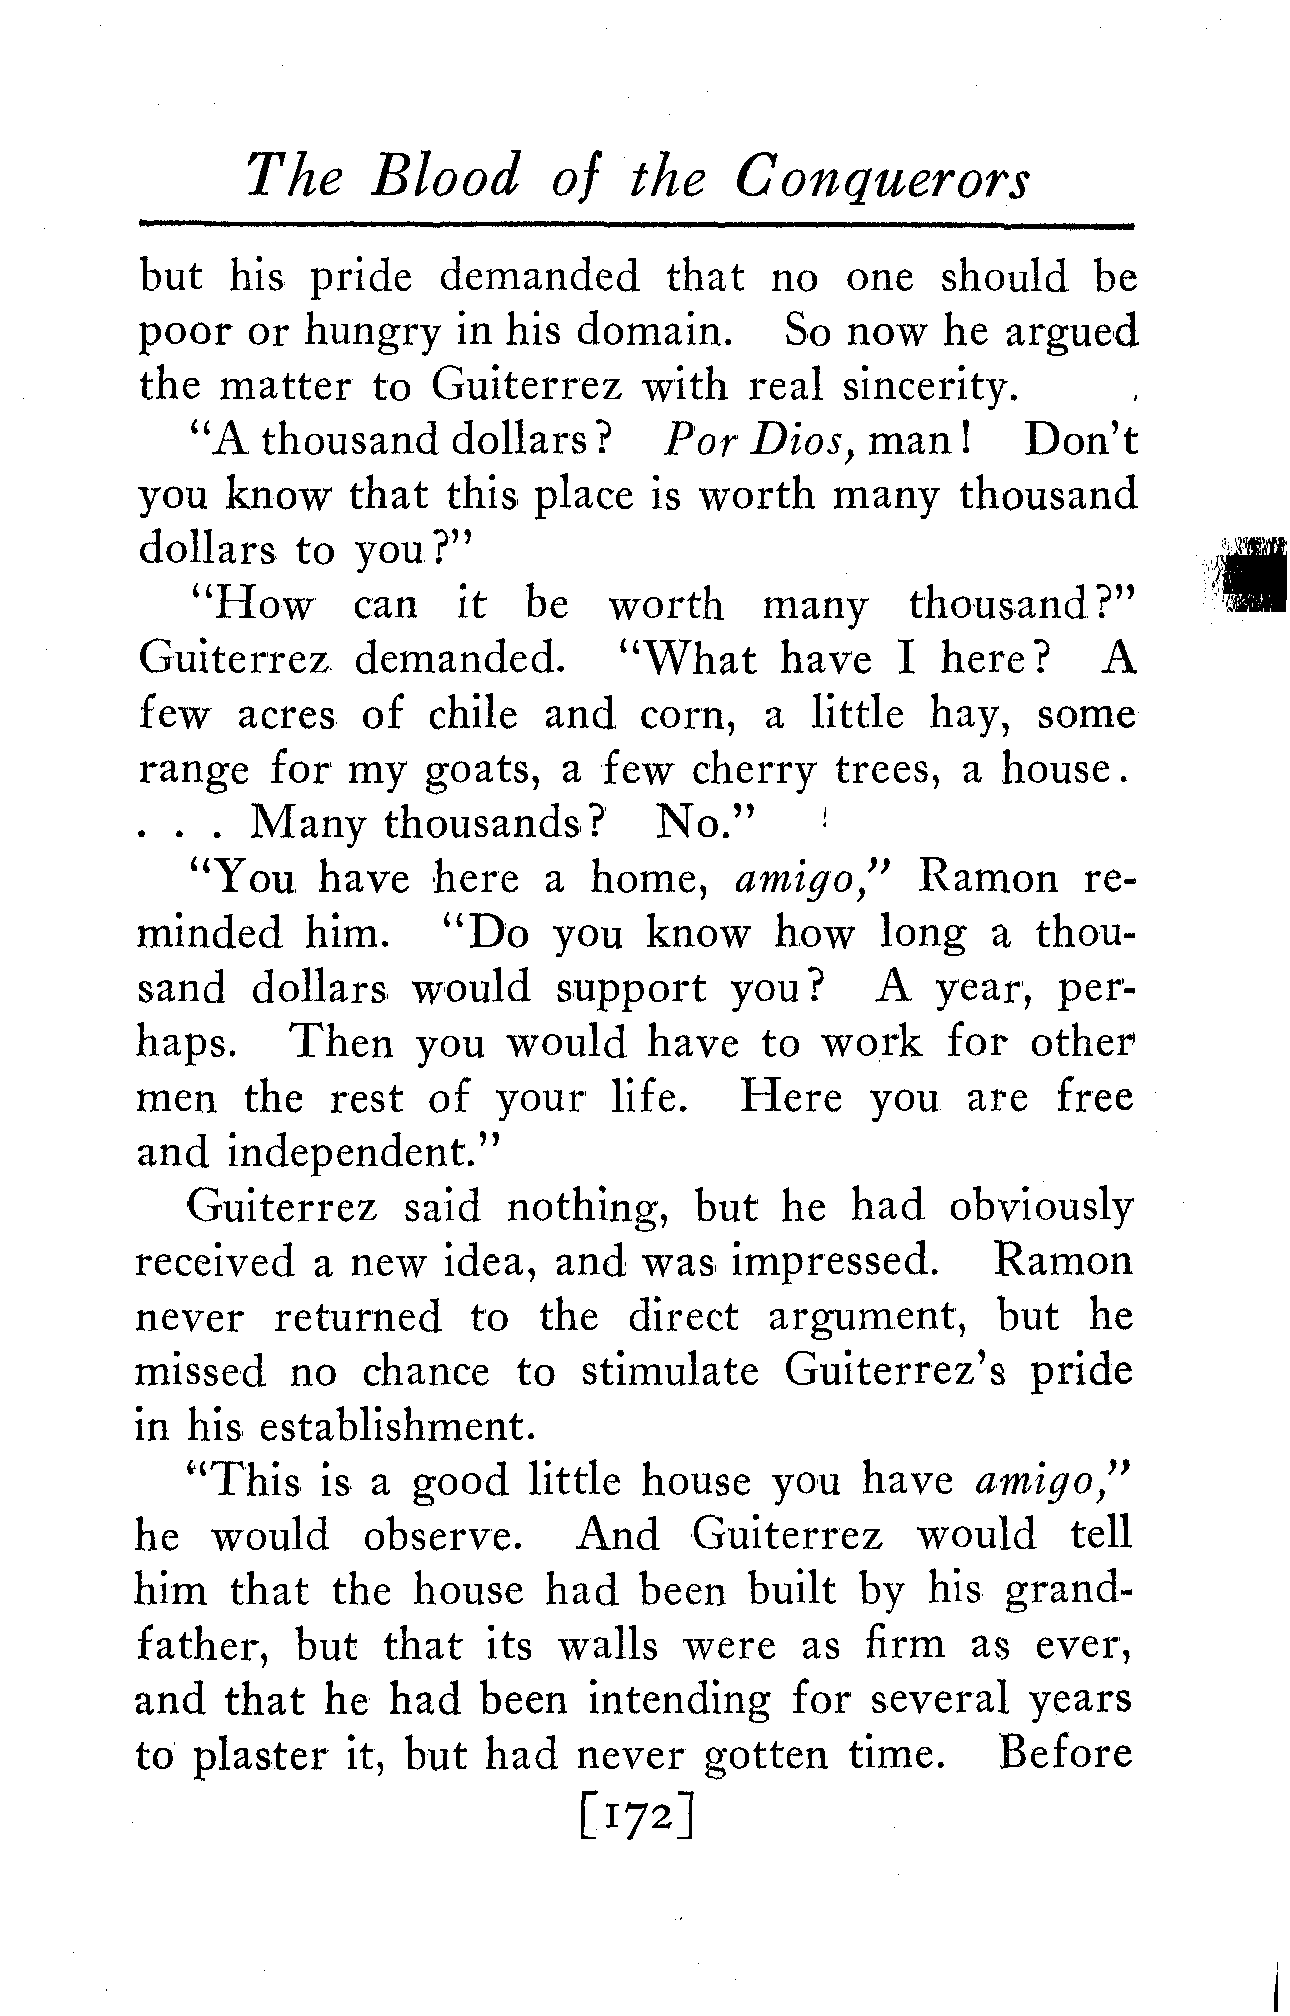 The Blood of the Conquerors
but his pride demanded that no one should be
poor or hungry in his domain. So now he argued
the matter to Guiterrez with real sincerity.
"A thousand dollars? Por Dios, man! Don't
you know that this place is worth many thousand
dollars to you?"
"How can it be worth many thousand?"
Guiterrez demanded. "What have I here? A
few acres of chile and corn, a little hay, some
range for my goats, a few cherry trees, a house.
. . . Many thousands? No."
"You have here a home, amigo," Ramon re-
minded him. "Do you know how long a thou-
sand dollars would support you? A year, per-
haps. Then you would have to work for other
men the rest of your life. Here you are free
and independent."
Guiterrez said nothing, but he had obviously
received a new idea, and was impressed. Ramon
never returned to the direct argument, but he
missed no chance to stimulate Guiterrez's pride
in his establishment.
"This is a good little house you have amigo,"
he would observe. And Guiterrez would tell
him that the house had been built by his grand-
father, but that its walls were as firm as ever,
and that he had been intending for several years
to plaster it, but had never gotten time. Before
[172]